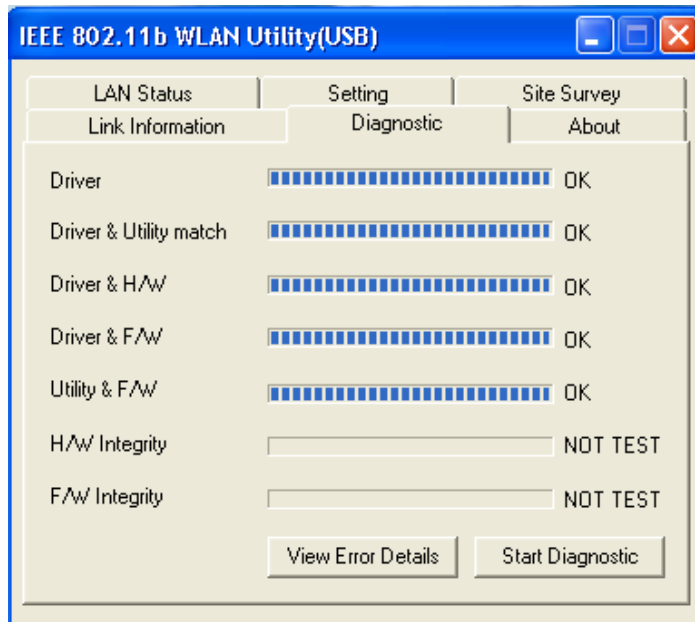 IEEE 802.11b WLAN Utility(USB)
LAN Status
Setting
Site Survey
Link Information
Diagnostic
About
Driver OK
Driver & Utility match OK
Driver & H/W OK
Driver & F/W OK
Utility & F/W OK
H/W Integrity NOT TEST
F/W Integrity NOT TEST
View Error Details
Start Diagnostic